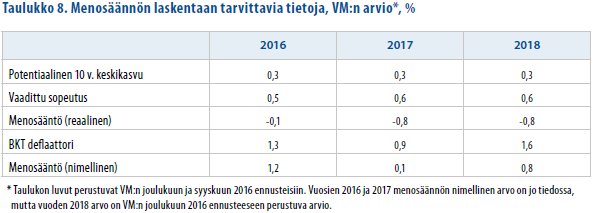 Taulukko 8. Menosäännön laskentaan tarvittavia tietoja, VM:n arvio*, %
2016 2017 2018
Potentiaalinen 10 v. keskikasvu 0,3 0,3 0,3
Vaadittu sopeutus 0,5 0,6 0,6
Menosääntö (reaalinen) -0,1 -0,8 -0,8
BKT deflaattori 1,3 0,9 1,6
Menosääntö (nimellinen) 1,2 0,1 0,8
* Taulukon luvut perustuvat VM:n joulukuun ja syyskuun 2016 ennusteisiin. Vuosien 2016 ja 2017 menosäännön nimellinen arvo on jo tiedossa,
mutta vuoden 2018 arvo on VM:n joulukuun 2016 ennusteeseen perustuva arvio.